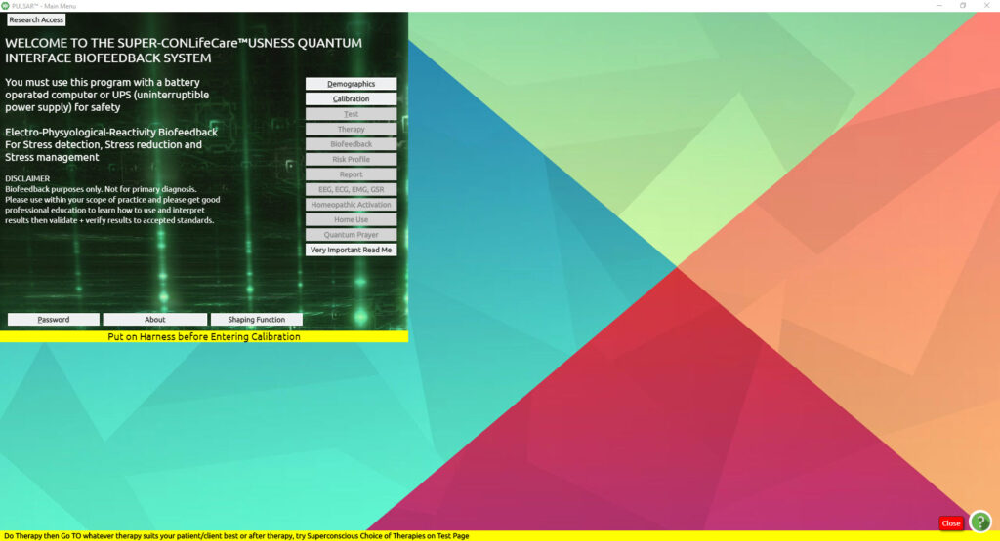 PULSAR™ - Main Menu
Research Access
WELCOME TO THE SUPER-CONLifeCare™USNESS QUANTUM
INTERFACE BIOFEEDBACK SYSTEM
You must use this program with a battery
operated computer or UPS (uninterruptible
power supply) for safety
Electro-Physyological-Reactivity Biofeedback
For Stress detection, Stress reduction and
Stress management
DISCLAIMER
Biofeedback purposes only. Not for primary diagnosis.
Please use within your scope of practice and please get good
professional education to learn how to use and interpret
results then validate + verify results to accepted standards.
Demographics
Calibration
Test
Therapy
Biofeedback
Risk Profile
Report
EEG, ECG, EMG, GSR
Homeopathic Activation
Home Use
Quantum Prayer
Very Important Read Me
Password
About
Shaping Function
Put on Harness before Entering Calibration
Close
?
Do Therapy then Go TO whatever therapy suits your patient/client best or after therapy, try Superconscious Choice of Therapies on Test Page